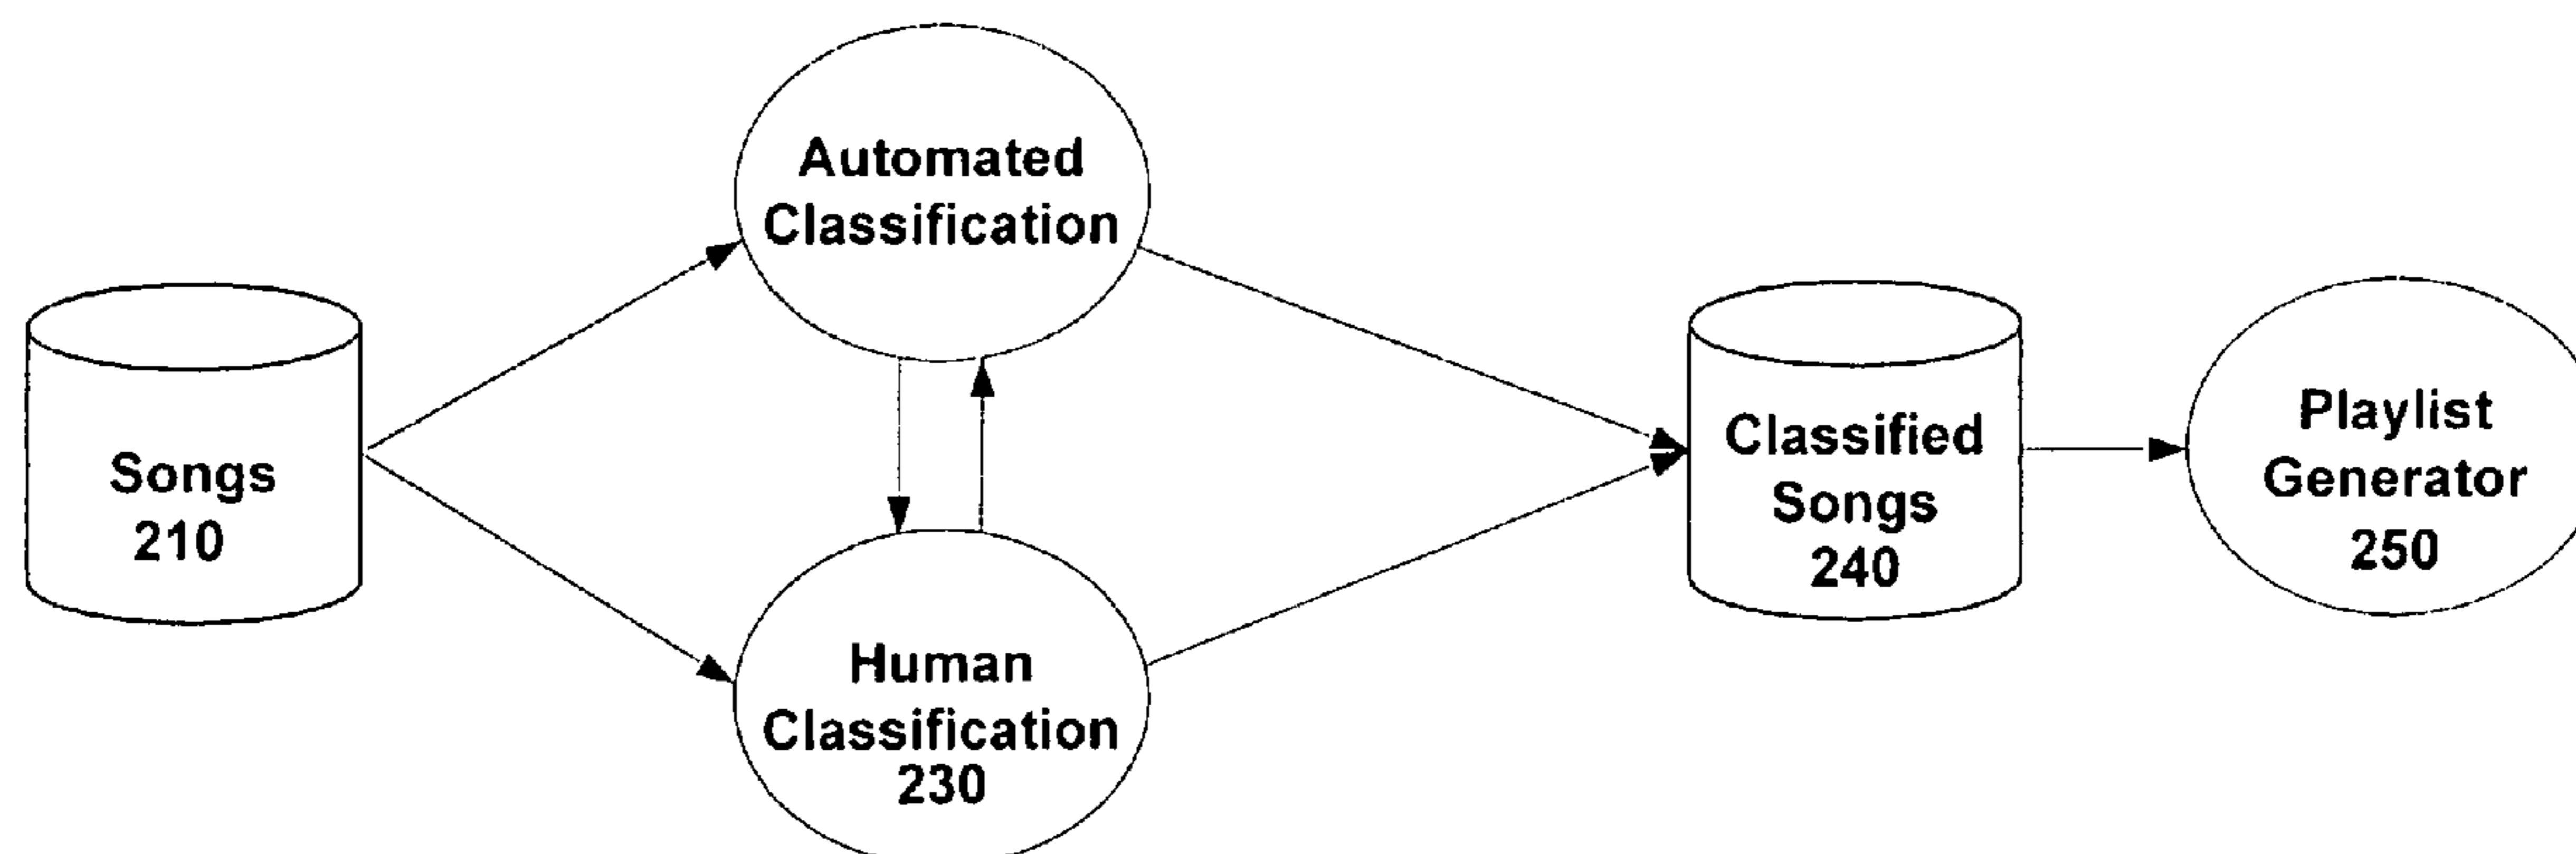 Songs
210
Automated
Classification
Human
Classification
230
Classified
Songs
240
Playlist
Generator
250